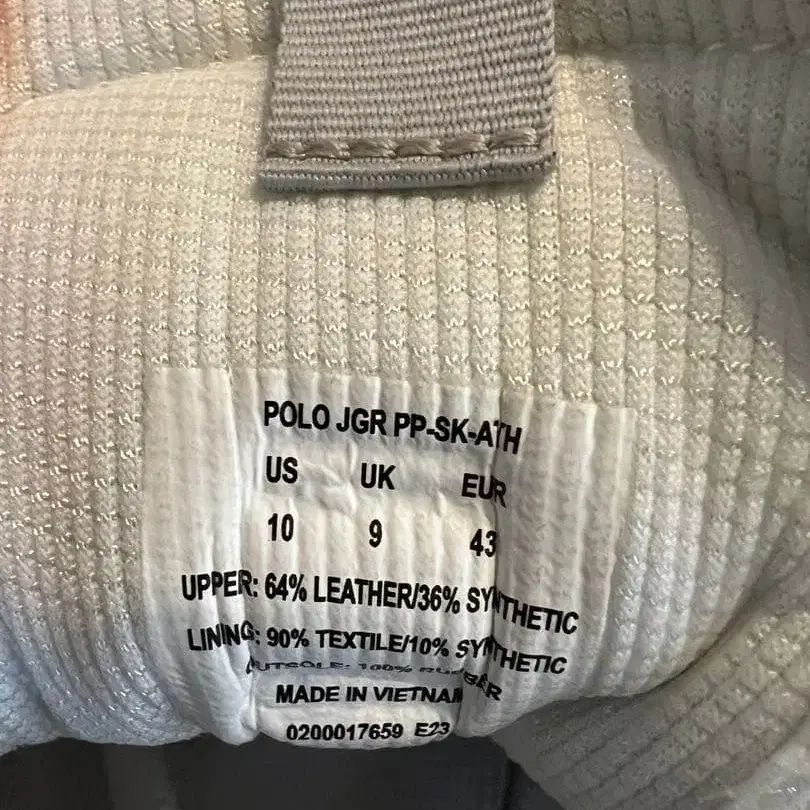 POLO JGR PP-SK-ATH
US UK EUR
10 9 43
UPPER: 64% LEATHER/36% SYNTHETIC
LINING: 90% TEXTILE/10% SYNTHETIC
OUTSOLE: 100% RUBBER
MADE IN VIETNAM
0200017659 E23